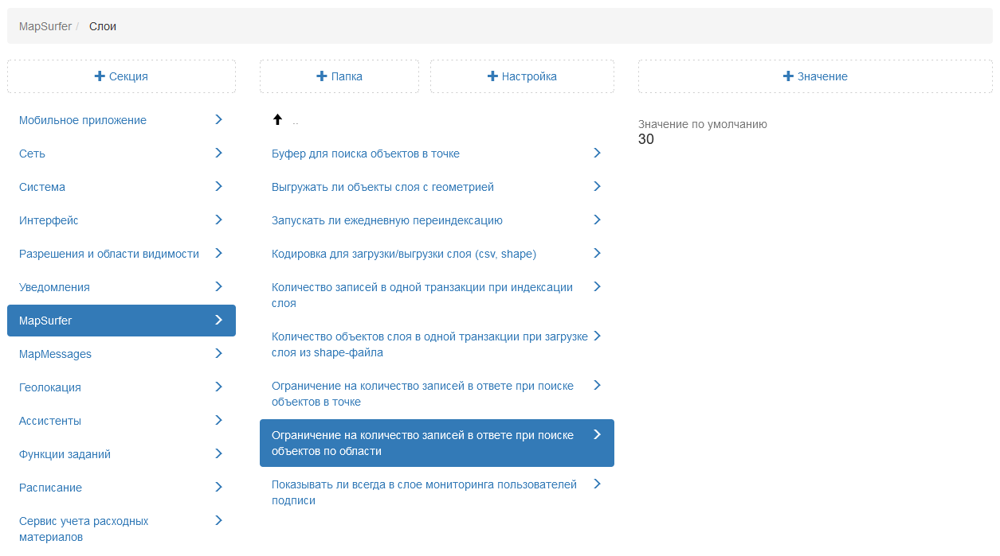 MapSurfer / Слои
Секция
Папка
Настройка
Значение
Мобильное приложение
Сеть
Система
Интерфейс
Разрешения и области видимости
Уведомления
MapSurfer
MapMessages
Геолокация
Ассистенты
Функции заданий
Расписание
Сервис учета расходных
материалов
..
Буфер для поиска объектов в точке
Выгружать ли объекты слоя с геометрией
Запускать ли ежедневную переиндексацию
Кодировка для загрузки/выгрузки слоя (csv, shape)
Количество записей в одной транзакции при индексации
слоя
Количество объектов слоя в одной транзакции при загрузке
слоя из shape-файла
Ограничение на количество записей в ответе при поиске
объектов в точке
Ограничение на количество записей в ответе при поиске
объектов по области
Показывать ли всегда в слое мониторинга пользователей
подписи
Значение по умолчанию
30